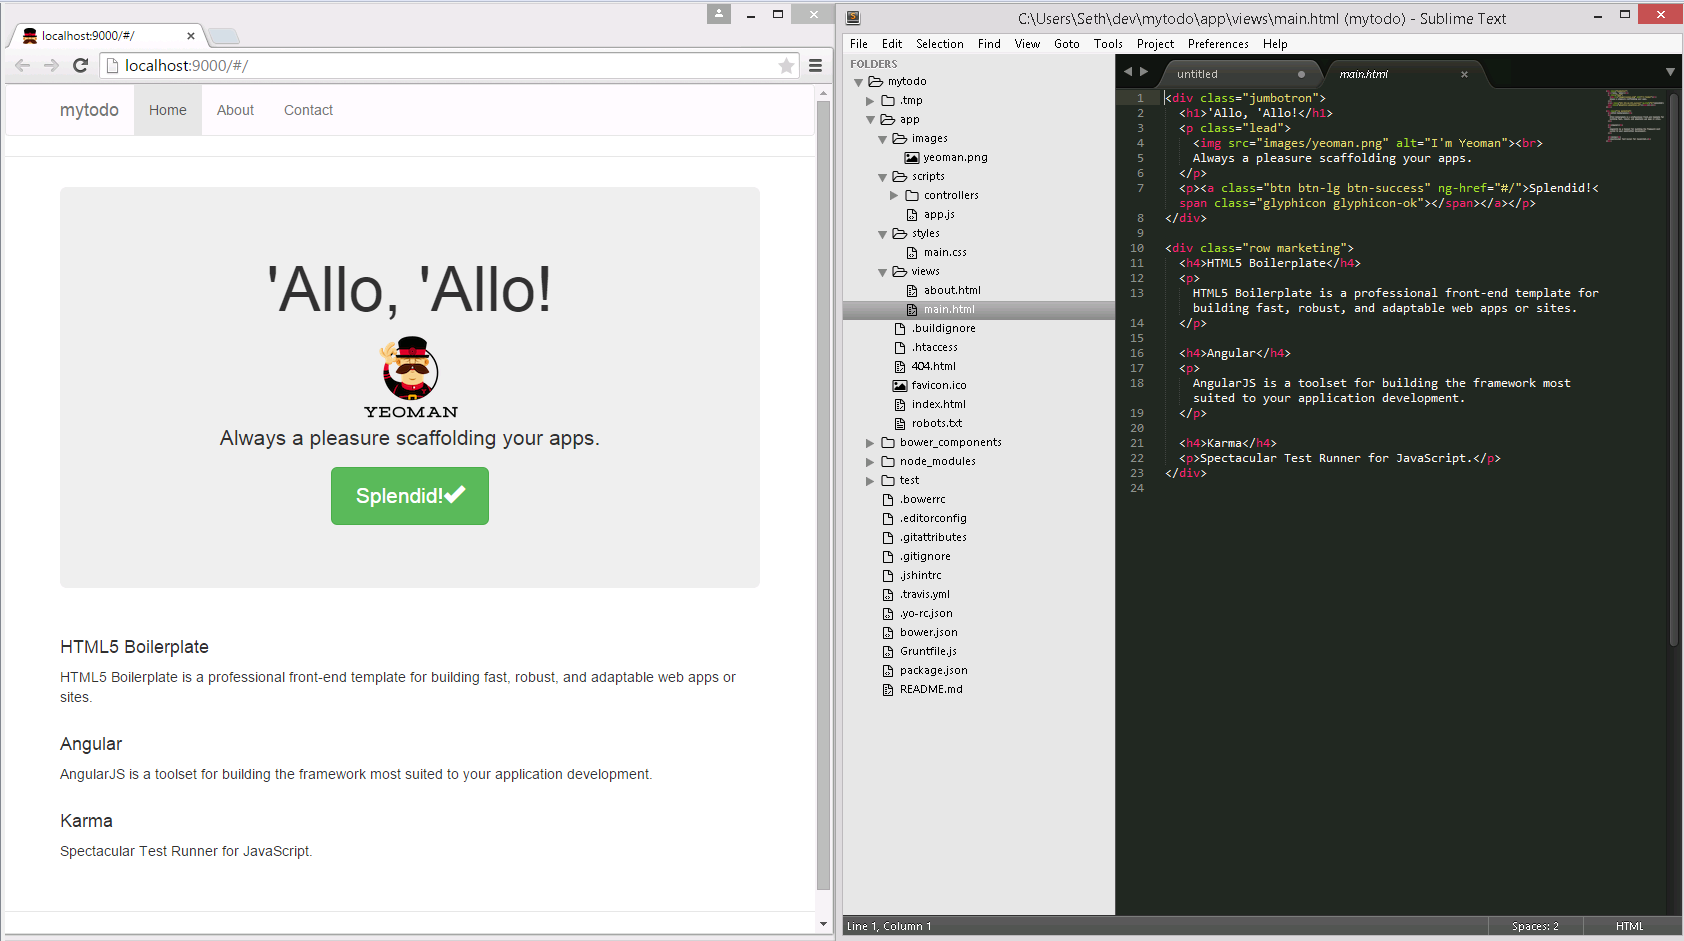 localhost:9000/#/
localhost:9000/#/
mytodo Home About Contact
'Allo, 'Allo!
YEOMAN
Always a pleasure scaffolding your apps.
Splendid!
HTML5 Boilerplate
HTML5 Boilerplate is a professional front-end template for building fast, robust, and adaptable web apps or
sites.
Angular
AngularJS is a toolset for building the framework most suited to your application development.
Karma
Spectacular Test Runner for JavaScript.
C:\Users\Seth\dev\mytodo\app\views\main.html (mytodo) - Sublime Text
File Edit Selection Find View Goto Tools Project Preferences Help
FOLDERS
mytodo
.tmp
app
images
yeoman.png
scripts
controllers
app.js
styles
main.css
views
about.html
main.html
.buildignore
.htaccess
404.html
favicon.ico
index.html
robots.txt
bower_components
node_modules
test
.bowerrc
.editorconfig
.gitattributes
.gitignore
.jshintrc
.travis.yml
.yo-rc.json
bower.json
Gruntfile.js
package.json
README.md
untitled main.html
1 <div class="jumbotron">
2 <h1>'Allo, 'Allo!</h1>
3 <p class="lead">
4 <img src="images/yeoman.png" alt="I'm Yeoman"><br>
5 Always a pleasure scaffolding your apps.
6 </p>
7 <p><a class="btn btn-lg btn-success" ng-href="#/">Splendid!<
span class="glyphicon glyphicon-ok"></span></a></p>
8 </div>
9
10 <div class="row marketing">
11 <h4>HTML5 Boilerplate</h4>
12 <p>
13 HTML5 Boilerplate is a professional front-end template for
building fast, robust, and adaptable web apps or sites.
14 </p>
15
16 <h4>Angular</h4>
17 <p>
18 AngularJS is a toolset for building the framework most
suited to your application development.
19 </p>
20
21 <h4>Karma</h4>
22 <p>Spectacular Test Runner for JavaScript.</p>
23 </div>
24
Line 1, Column 1 Spaces: 2 HTML